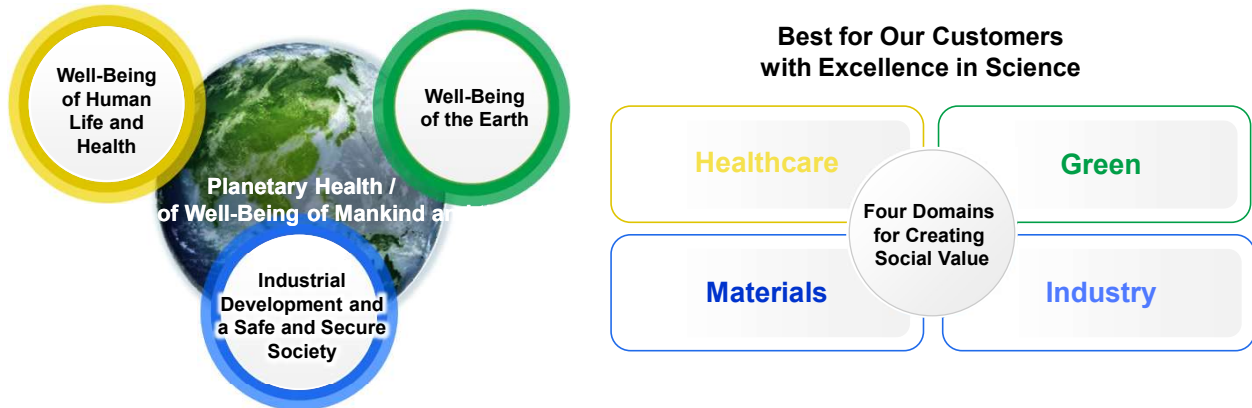 Well-Being
of Human
Life and
Health
Well-Being
of the Earth
Planetary Health /
of Well-Being of Mankind
Industrial
Development and
a Safe and Secure
Society
Best for Our Customers
with Excellence in Science
Healthcare
Green
Four Domains
for Creating
Social Value
Materials
Industry